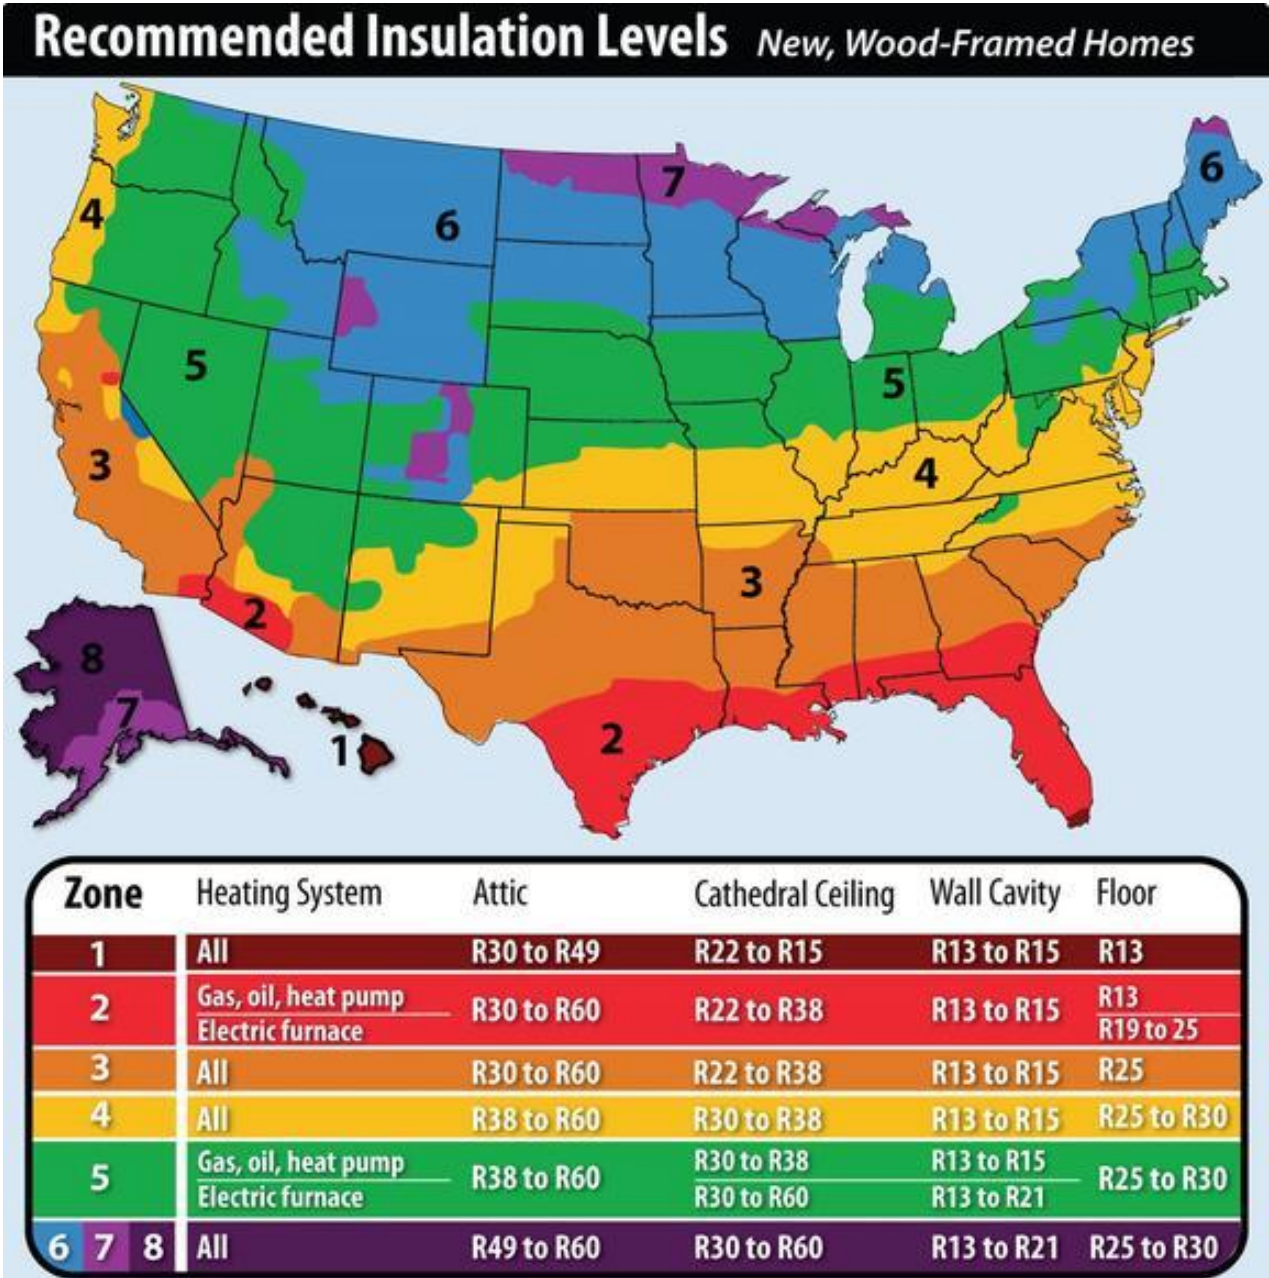 Recommended Insulation Levels New, Wood-Framed Homes
7
6
4
6
5
5
3
4
3
2
8
7
1
2
Zone Heating System Attic Cathedral Ceiling Wall Cavity Floor
1 All R30 to R49 R22 to R15 R13 to R15 R13
2 Gas, oil, heat pump R30 to R60 R22 to R38 R13 to R15 R13
Electric furnace R19 to 25
3 All R30 to R60 R22 to R38 R13 to R15 R25
4 All R38 to R60 R30 to R38 R13 to R15 R25 to R30
5 Gas, oil, heat pump R38 to R60 R30 to R38 R13 to R15 R25 to R30
Electric furnace R30 to R60 R13 to R21
6 7 8 All R49 to R60 R30 to R60 R13 to R21 R25 to R30